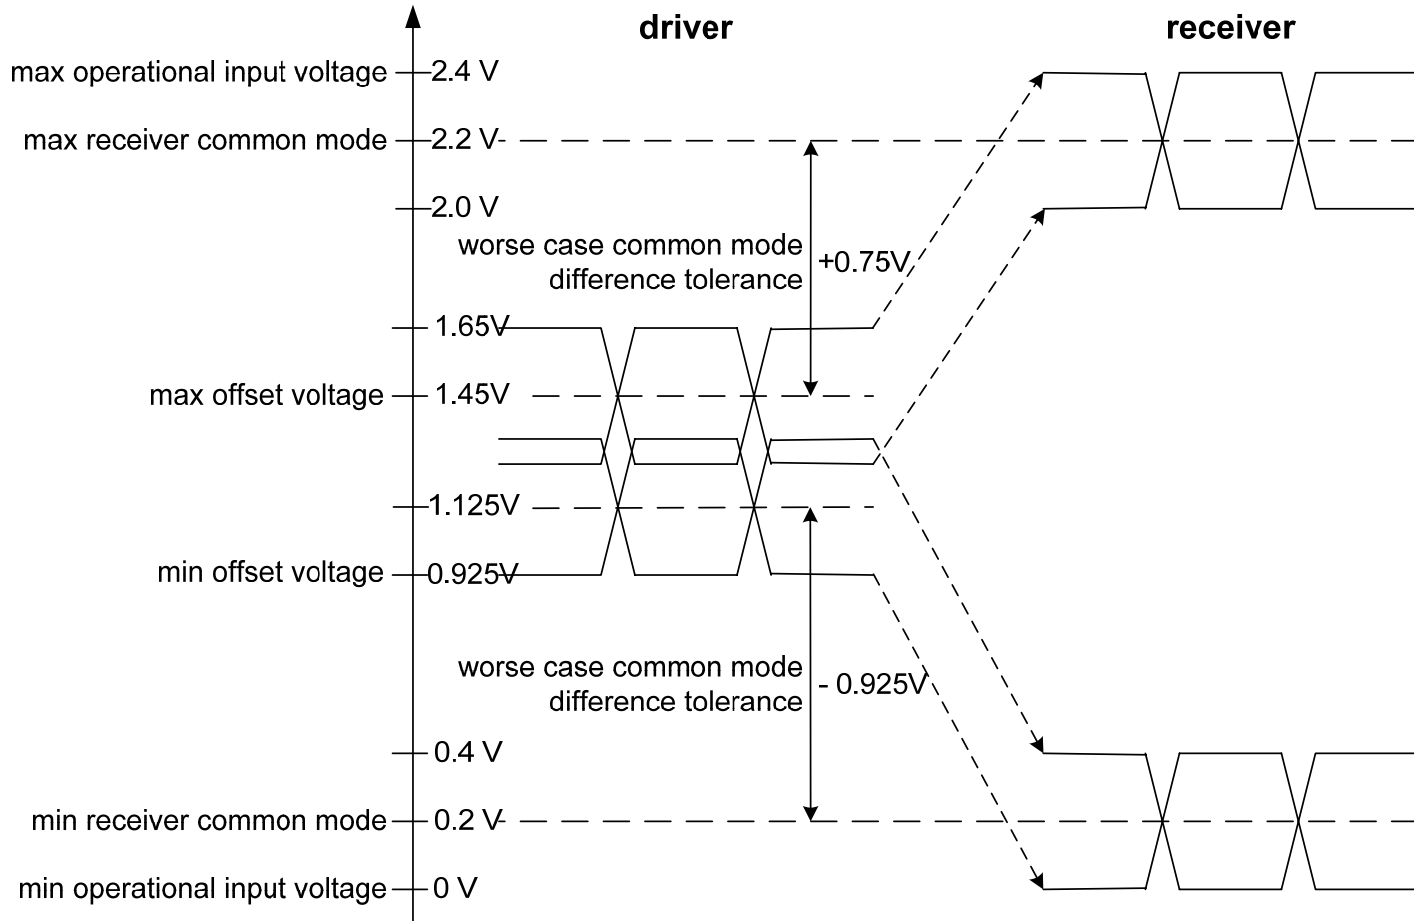 driver
receiver
max operational input voltage
2.4 V
max receiver common mode
2.2 V
2.0 V
worse case common mode
difference tolerance
+0.75V
1.65V
max offset voltage
1.45V
1.125V
min offset voltage
0.925V
worse case common mode
difference tolerance
- 0.925V
0.4 V
min receiver common mode
0.2 V
min operational input voltage
0 V